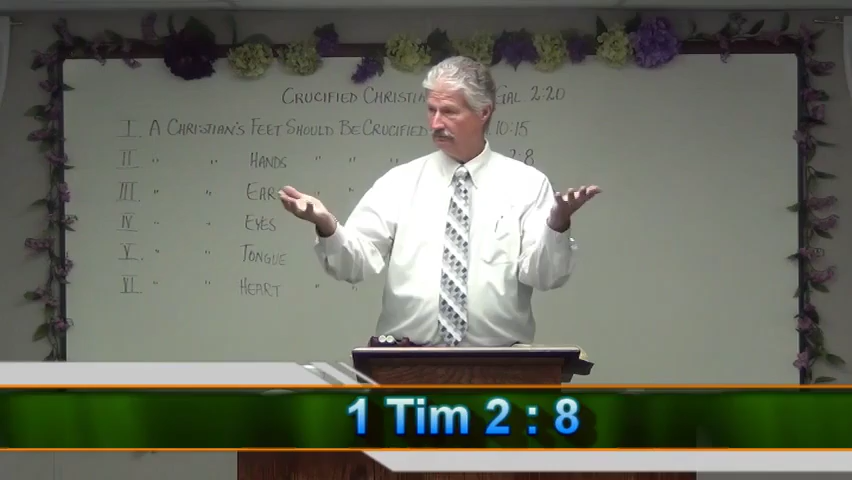 CRUCIFIED CHRISTIAN GAL. 2:20
I. A CHRISTIAN'S FEET SHOULD BE CRUCIFIED 10:15
II " " HANDS " " " 2:8
III " " EARS "
IV " " EYES
V. " " TONGUE
VI. " " HEART " "
1 Tim 2 : 8